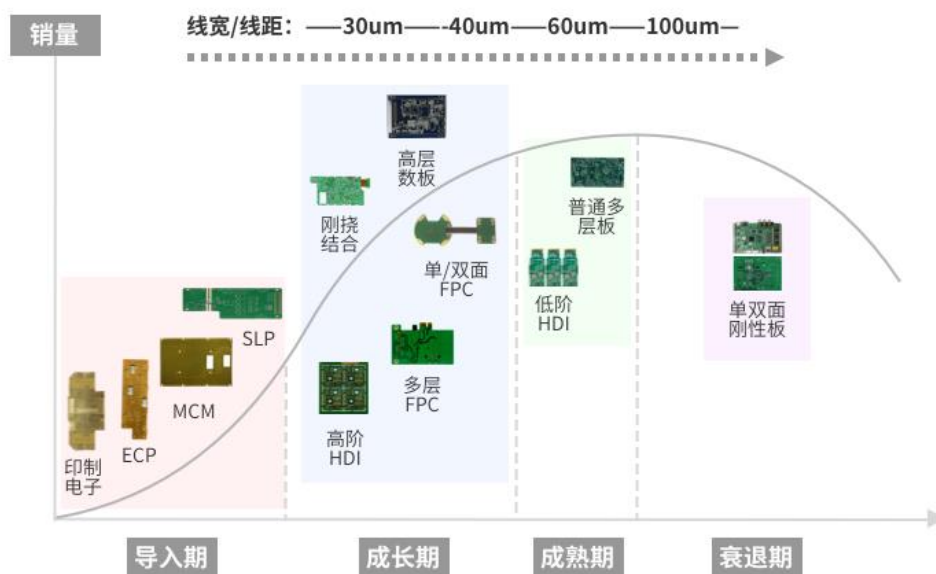 销量
线宽/线距：——30um——-40um——60um——100um—
高层
数板
刚挠
结合
单/双面
FPC
普通多
层板
低阶
HDI
单双面
刚性板
SLP
MCM
ECP
印制
电子
多层
FPC
高阶
HDI
导入期
成长期
成熟期
衰退期